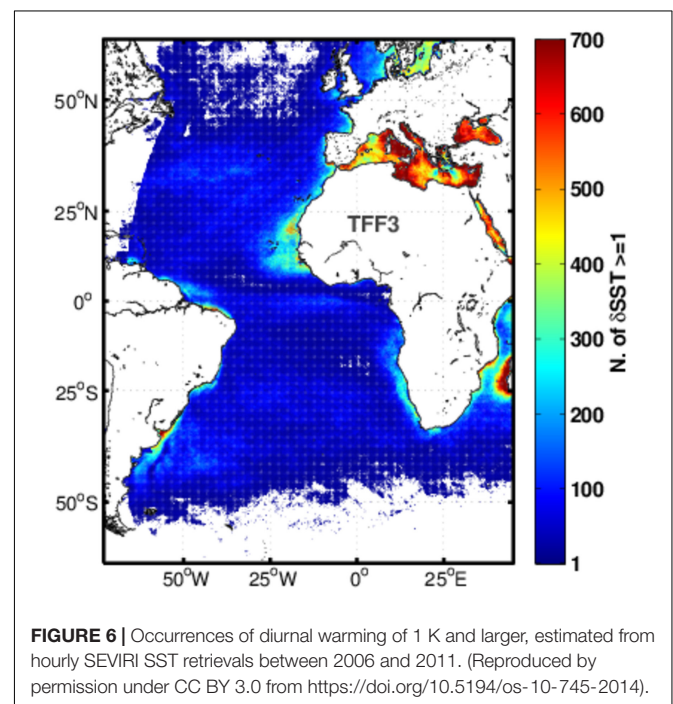 700
50°N
600
500
25°N
TFF3
400
0°
300
N. of δSST >=1
25°S
200
100
50°S
1
50°W
25°W
0°
25°E
FIGURE 6 | Occurrences of diurnal warming of 1 K and larger, estimated from
hourly SEVIRI SST retrievals between 2006 and 2011. (Reproduced by
permission under CC BY 3.0 from https://doi.org/10.5194/os-10-745-2014).